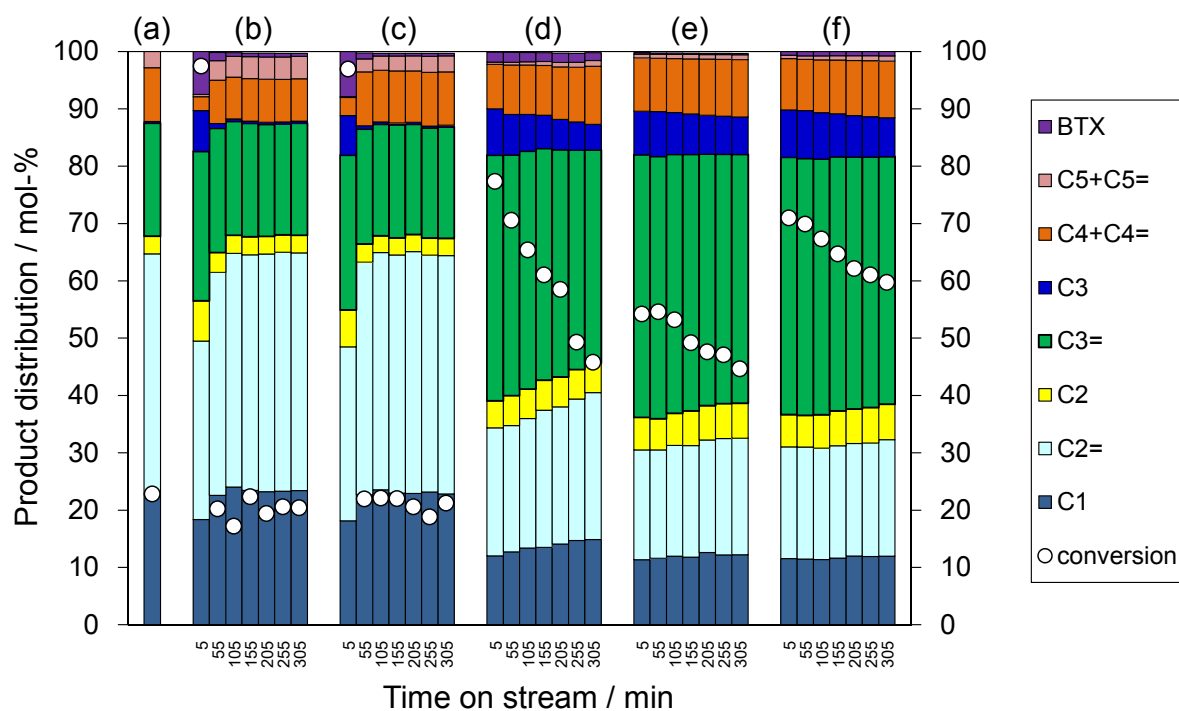 (a) (b) (c) (d) (e) (f)
100 100
90 90
80 80
70 70
60 60
50 50
40 40
30 30
20 20
10 10
0 0
Product distribution / mol-%
5 55 105 155 205 255 305 5 55 105 155 205 255 305 5 55 105 155 205 255 305 5 55 105 155 205 255 305 5 55 105 155 205 255 305
Time on stream / min
BTX
C5+C5=
C4+C4=
C3
C3=
C2
C2=
C1
conversion